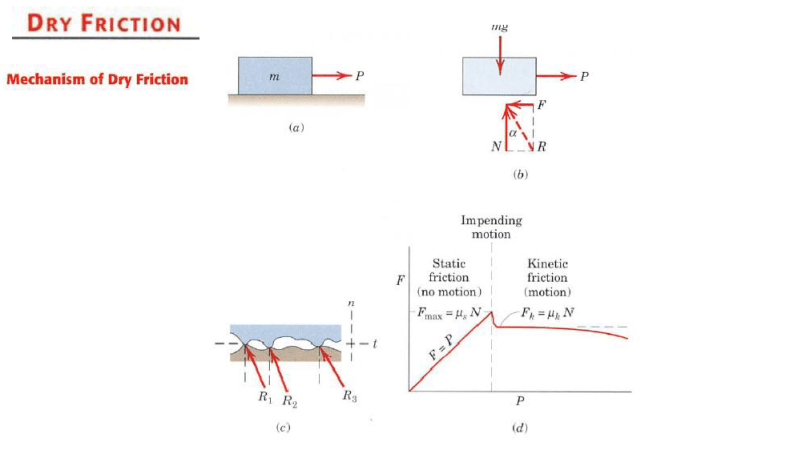 DRY FRICTION
Mechanism of Dry Friction
m
P
(a)
mg
P
F
α
N
R
(b)
n
t
R1
R2
R3
(c)
Impending
motion
Static
friction
(no motion)
Kinetic
friction
(motion)
F
Fmax = μs N
Fk = μk N
F = P
P
(d)